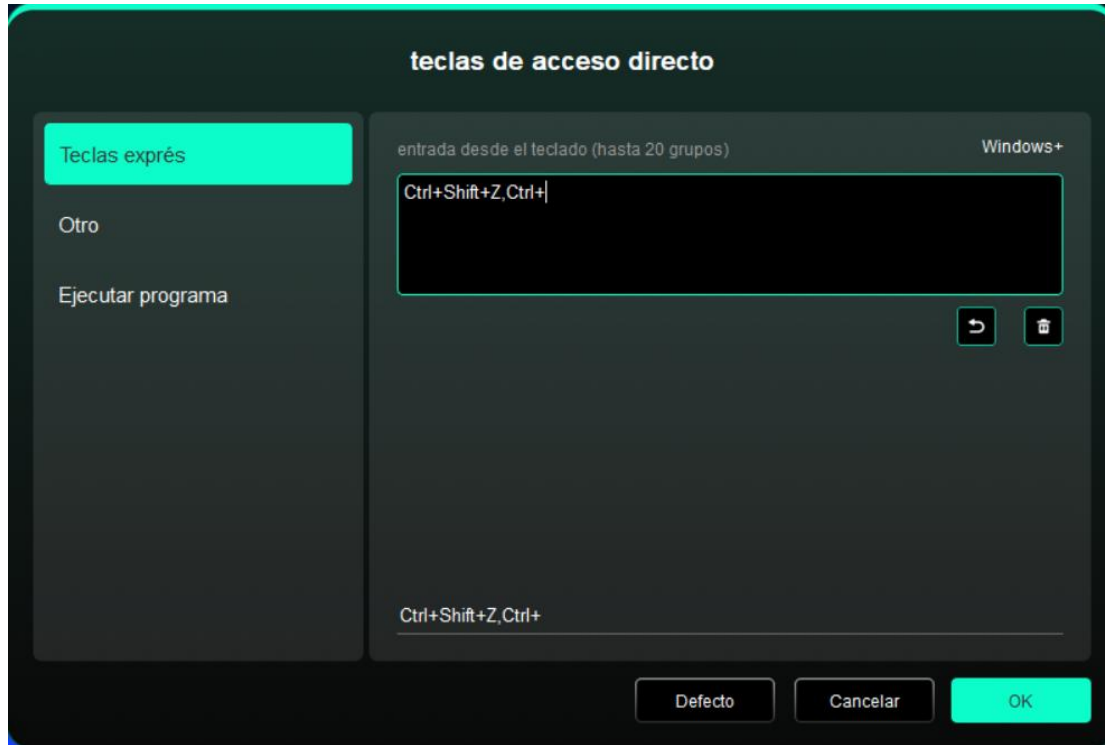 teclas de acceso directo
Teclas exprés
Otro
Ejecutar programa
entrada desde el teclado (hasta 20 grupos)
Windows+
Ctrl+Shift+Z,Ctrl+
Ctrl+Shift+Z,Ctrl+
Defecto
Cancelar
OK